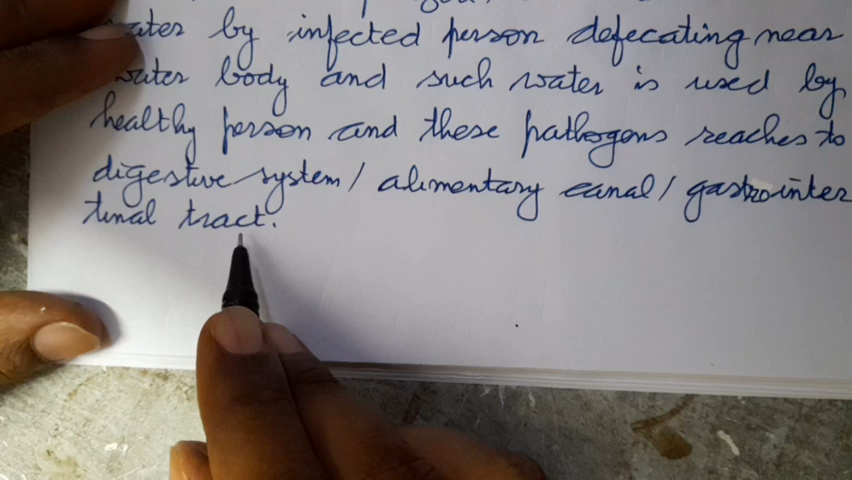 water by infected person defecating near
water body and such water is used by
healthy person and these pathogens reaches to
digestive system / alimentary canal / gastrointer
tinal tract.